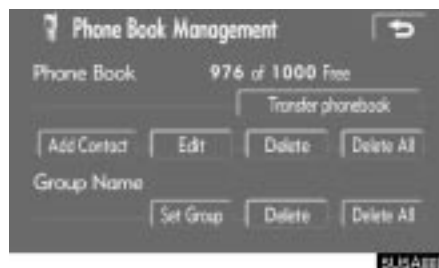 Phone Book Management
Phone Book 976 of 1000 Free
Transfer phonebook
Add Contact Edit Delete Delete All
Group Name
Set Group Delete Delete All